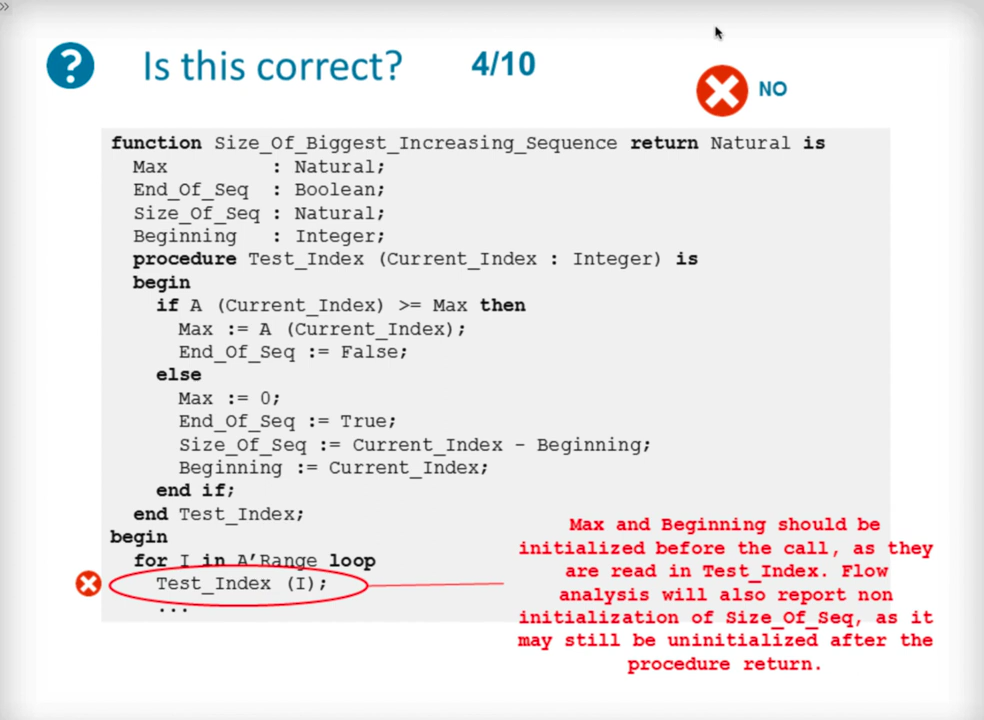 »
? Is this correct? 4/10
NO
function Size_Of_Biggest_Increasing_Sequence return Natural is
Max : Natural;
End_Of_Seq : Boolean;
Size_Of_Seq : Natural;
Beginning : Integer;
procedure Test_Index (Current_Index : Integer) is
begin
if A (Current_Index) >= Max then
Max := A (Current_Index);
End_Of_Seq := False;
else
Max := 0;
End_Of_Seq := True;
Size_Of_Seq := Current_Index - Beginning;
Beginning := Current_Index;
end if;
end Test_Index;
begin
for I in A'Range loop
Test_Index (I);
...
Max and Beginning should be
initialized before the call, as they
are read in Test_Index. Flow
analysis will also report non
initialization of Size_Of_Seq, as it
may still be uninitialized after the
procedure return.